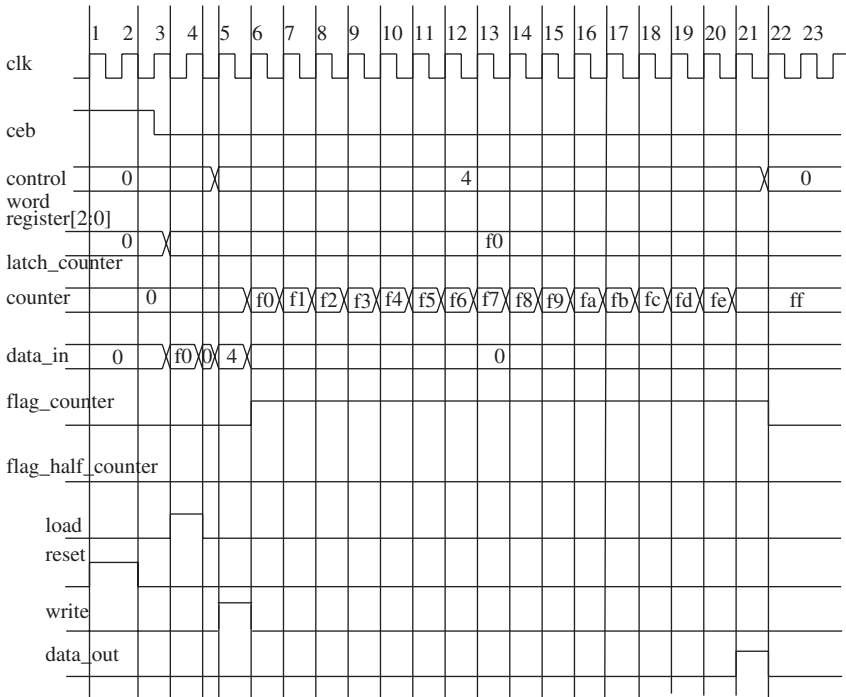 1 2 3 4 5 6 7 8 9 10 11 12 13 14 15 16 17 18 19 20 21 22 23
clk
ceb
control 0 4 0
word
register[2:0]
0 f0
latch_counter
counter 0 f0 f1 f2 f3 f4 f5 f6 f7 f8 f9 fa fb fc fd fe ff
data_in 0 f0 0 4 0
flag_counter
flag_half_counter
load
reset
write
data_out